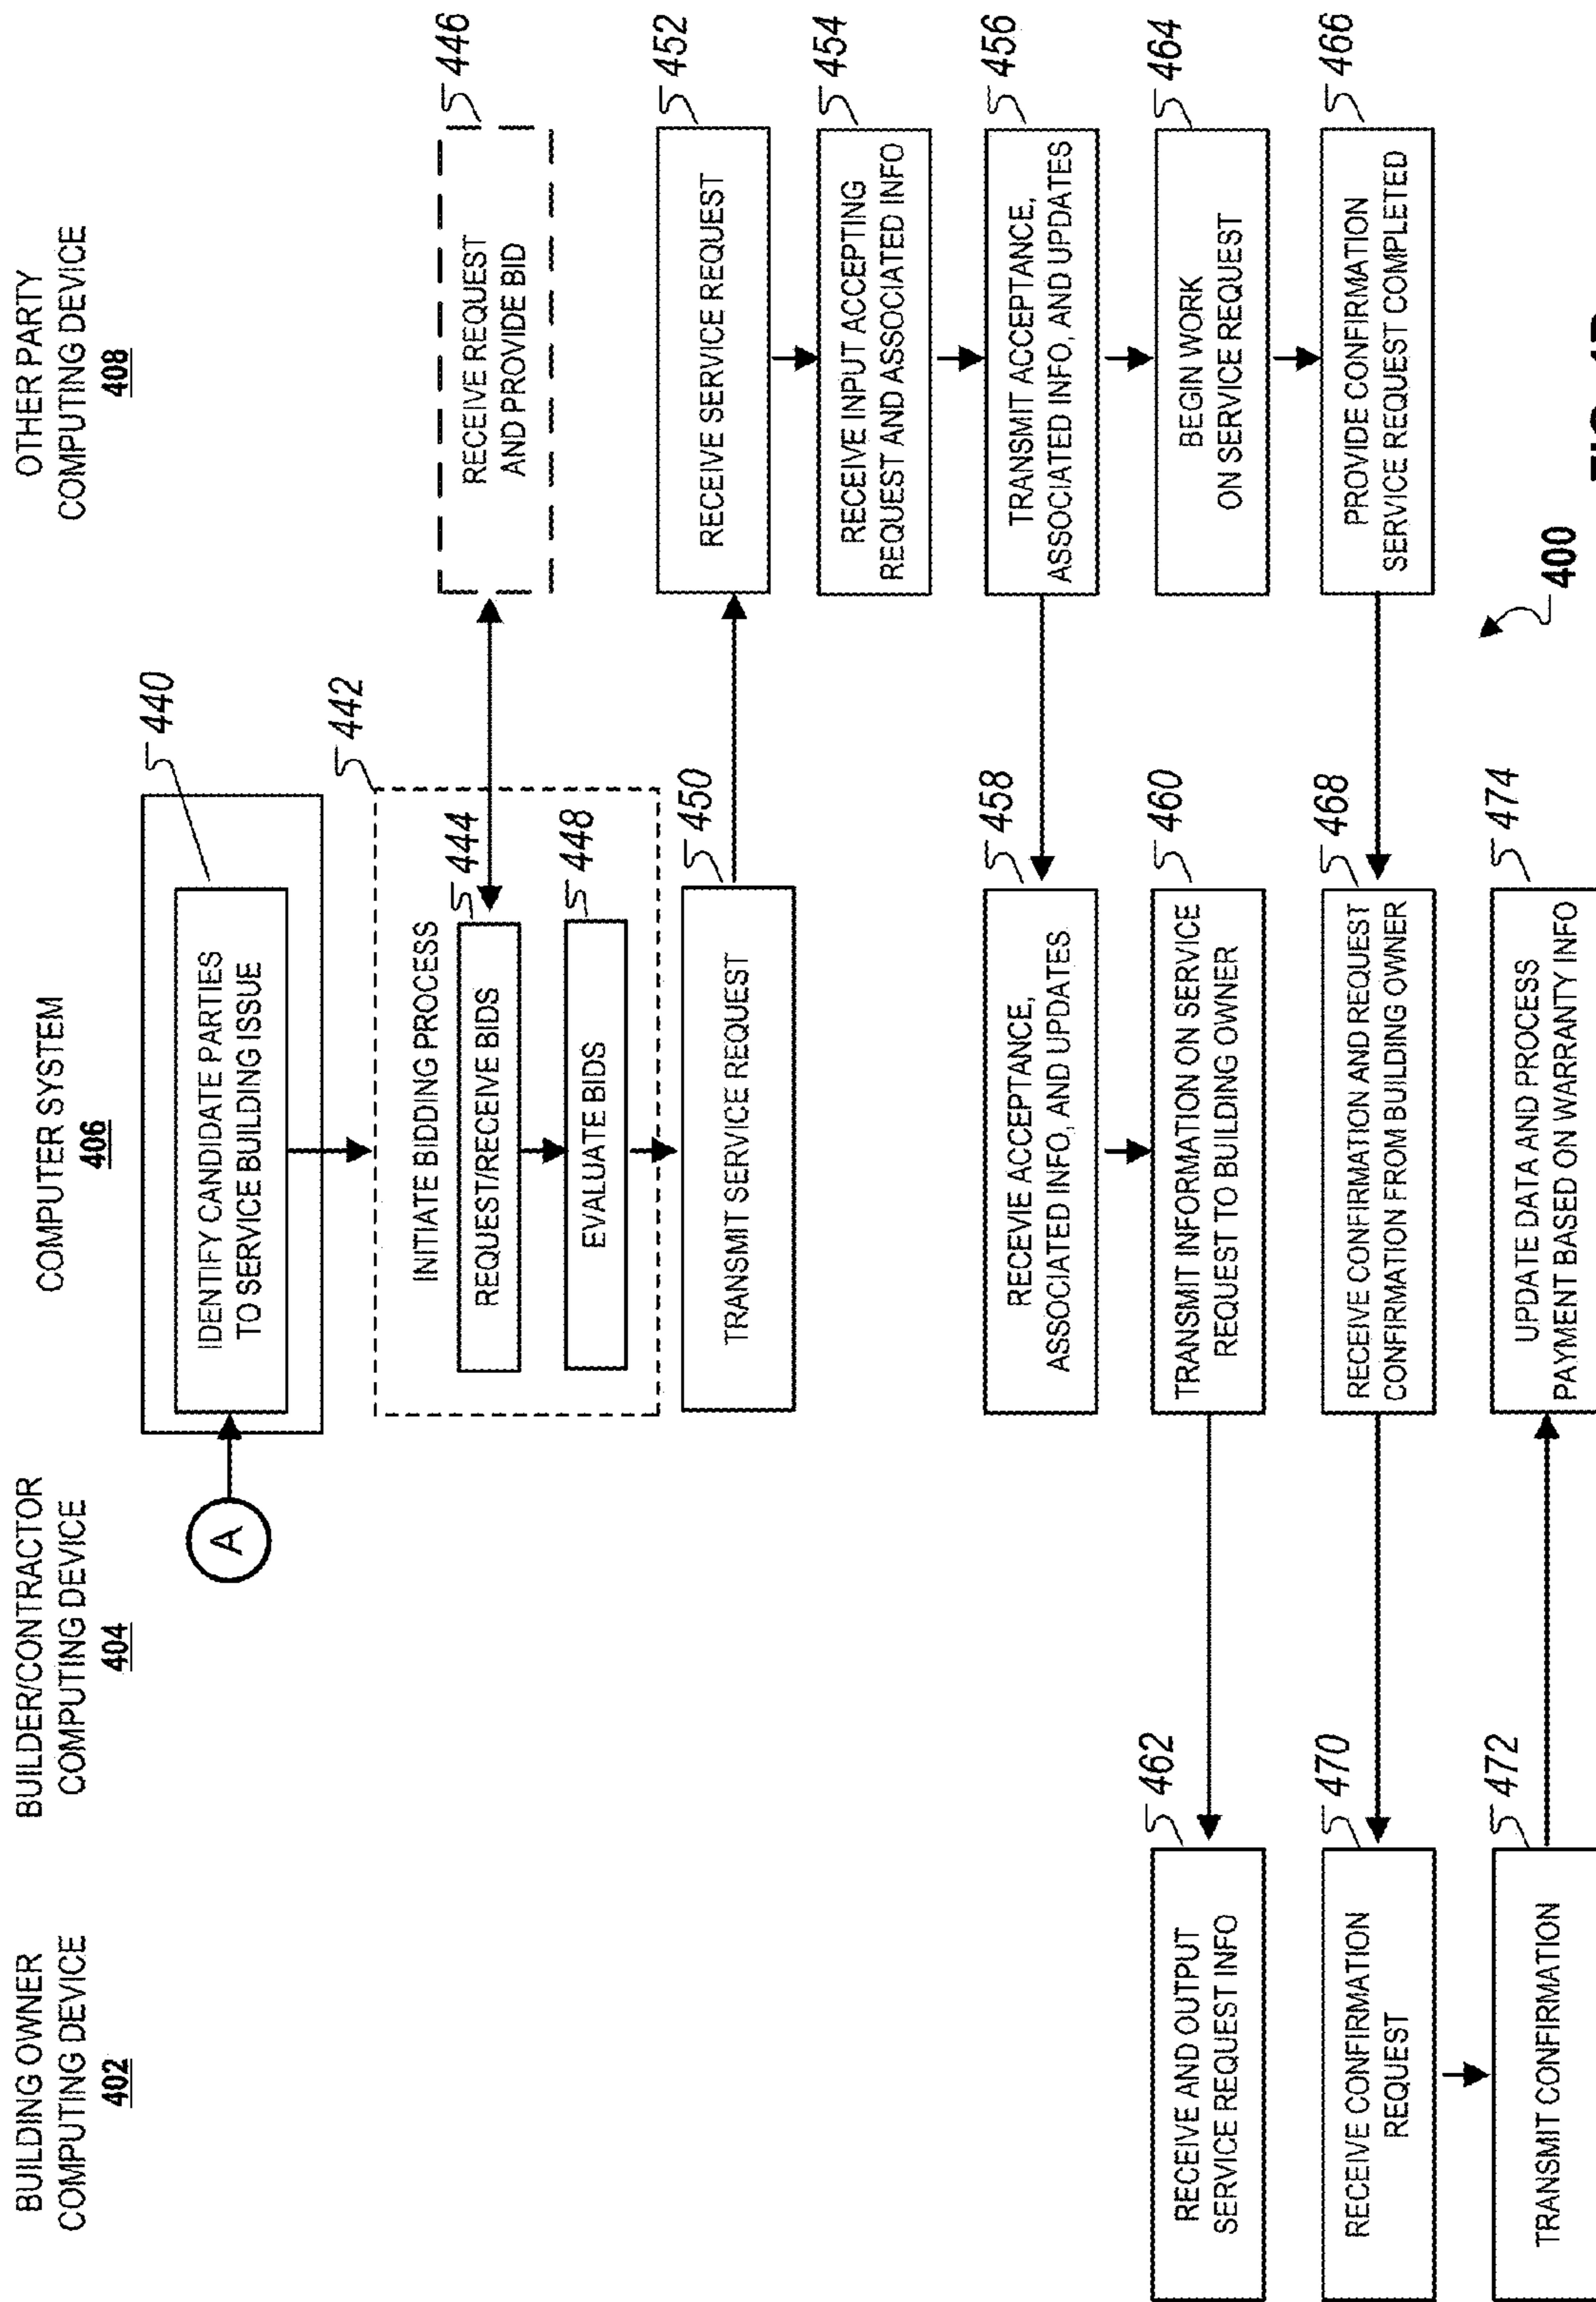 BUILDING OWNER
COMPUTING DEVICE
402
BUILDER/CONTRACTOR
COMPUTING DEVICE
404
COMPUTER SYSTEM
406
OTHER PARTY
COMPUTING DEVICE
408
A
440
IDENTIFY CANDIDATE PARTIES
TO SERVICE BUILDING ISSUE
442
INITIATE BIDDING PROCESS
444
REQUEST/RECEIVE BIDS
446
RECEIVE REQUEST
AND PROVIDE BID
448
EVALUATE BIDS
450
TRANSMIT SERVICE REQUEST
452
RECEIVE SERVICE REQUEST
454
RECEIVE INPUT ACCEPTING
REQUEST AND ASSOCIATED INFO
456
TRANSMIT ACCEPTANCE,
ASSOCIATED INFO, AND UPDATES
458
RECEVIE ACCEPTANCE,
ASSOCIATED INFO, AND UPDATES
460
TRANSMIT INFORMATION ON SERVICE
REQUEST TO BUILDING OWNER
462
RECEIVE AND OUTPUT
SERVICE REQUEST INFO
464
BEGIN WORK
ON SERVICE REQUEST
466
PROVIDE CONFIRMATION
SERVICE REQUEST COMPLETED
468
RECEIVE CONFIRMATION AND REQUEST
CONFIRMATION FROM BUILDING OWNER
470
RECEIVE CONFIRMATION
REQUEST
472
TRANSMIT CONFIRMATION
474
UPDATE DATA AND PROCESS
PAYMENT BASED ON WARRANTY INFO
400